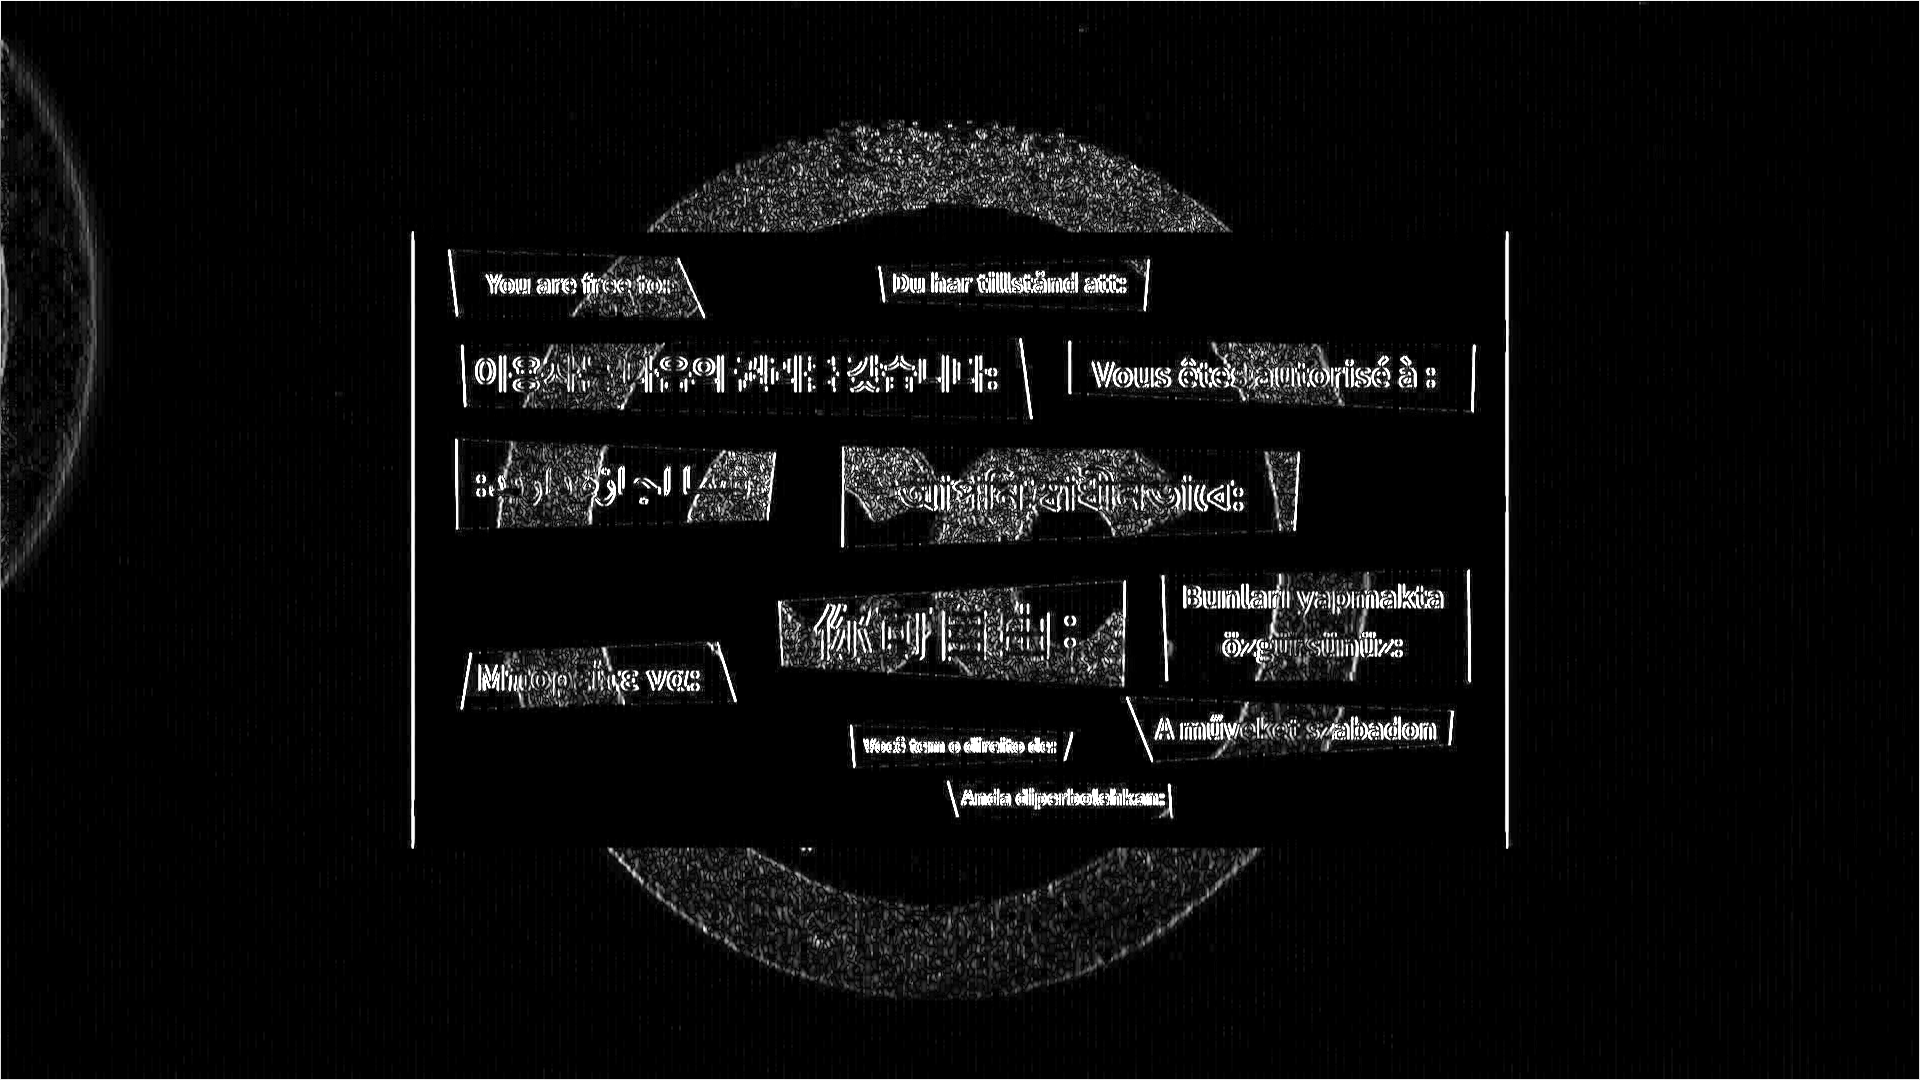 You are free to:
Du har tillstånd att:
이용자는 다음의 권리를 갖습니다:
Vous êtes autorisé à :
आপনি স্বাধীন ভাবে:
你可自由：
Bunları yapmakta
özgürsünüz:
Μπορείτε να:
A műveket szabadon
Você tem o direito de:
Anda diperbolehkan: